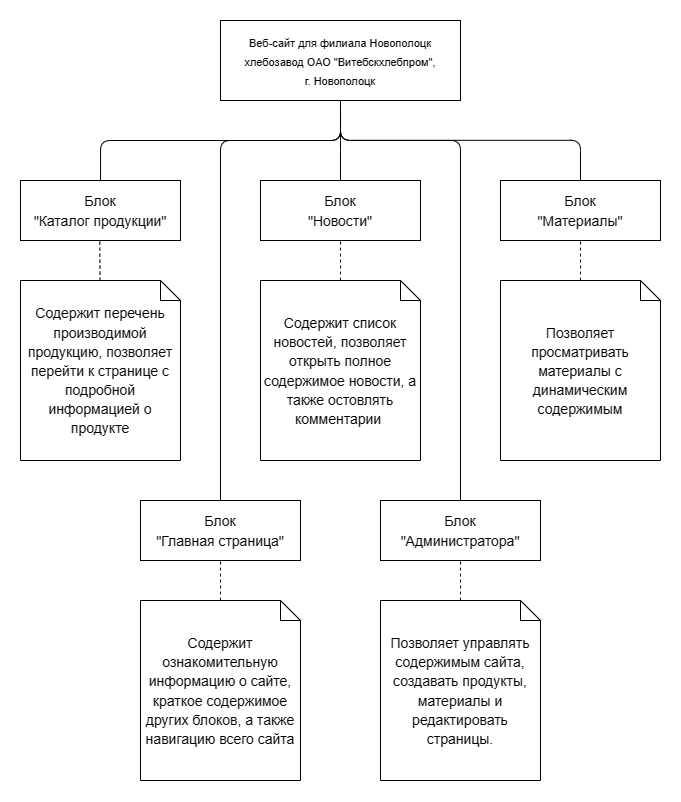 Веб-сайт для филиала Новополоцк
хлебозавод ОАО "Витебскхлебпром",
г. Новополоцк
Блок
"Каталог продукции"
Блок
"Новости"
Блок
"Материалы"
Содержит перечень
производимой
продукцию, позволяет
перейти к странице с
подробной
информацией о
продукте
Содержит список
новостей, позволяет
открыть полное
содержимое новости, а
также остовлять
комментарии
Позволяет
просматривать
материалы с
динамическим
содержимым
Блок
"Главная страница"
Блок
"Администратора"
Содержит
ознакомительную
информацию о сайте,
краткое содержимое
других блоков, а также
навигацию всего сайта
Позволяет управлять
содержимым сайта,
создавать продукты,
материалы и
редактировать
страницы.